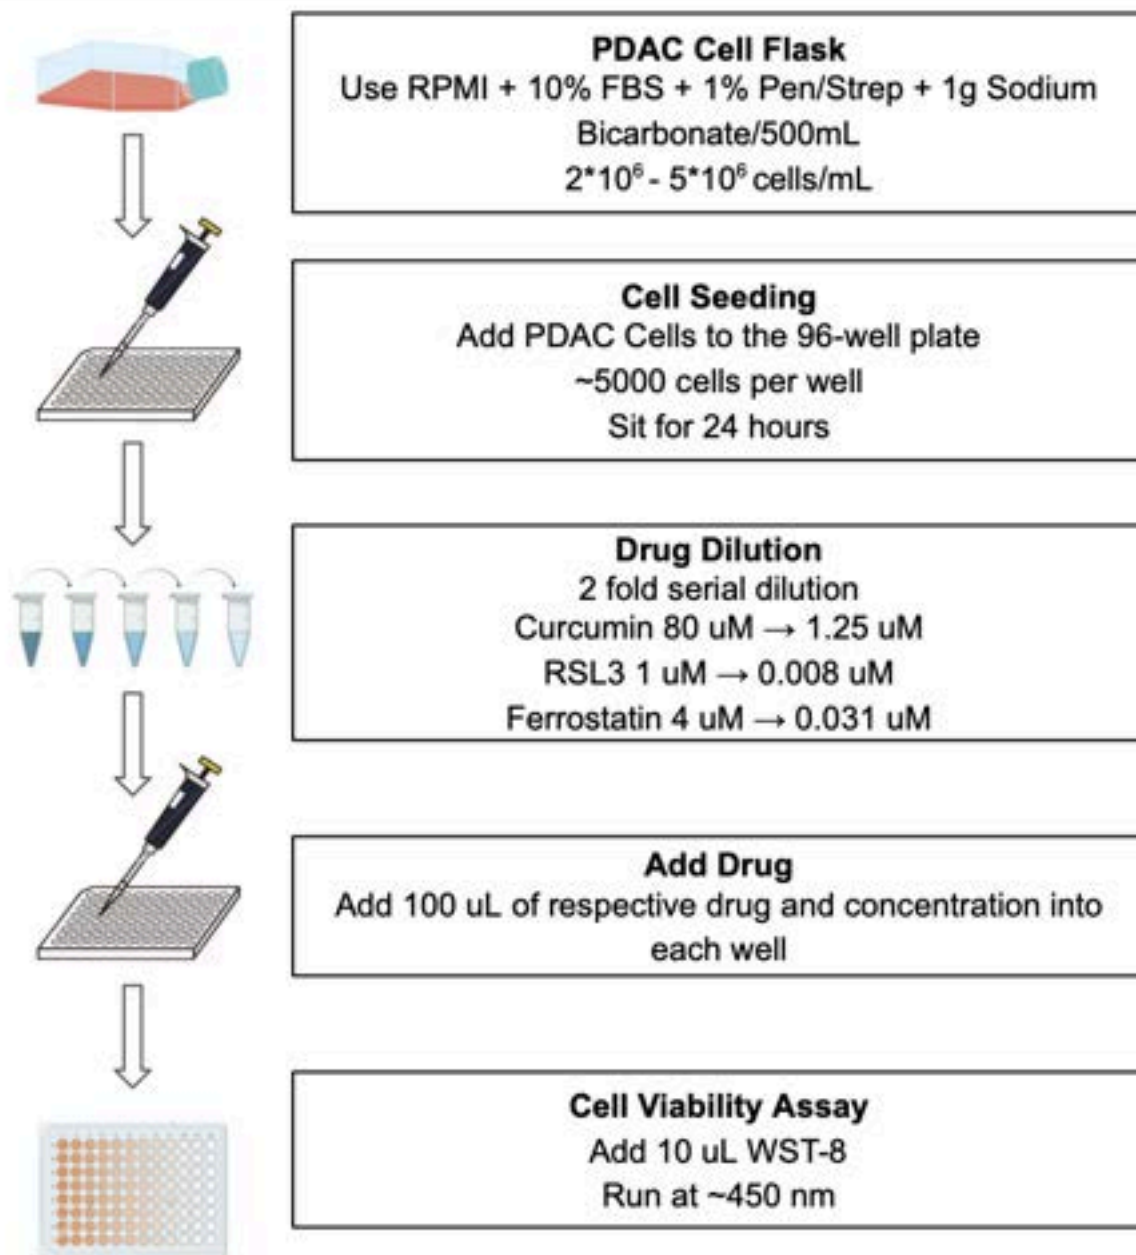 PDAC Cell Flask
Use RPMI + 10% FBS + 1% Pen/Strep + 1g Sodium
Bicarbonate/500mL
2*10⁶ - 5*10⁶ cells/mL
Cell Seeding
Add PDAC Cells to the 96-well plate
~5000 cells per well
Sit for 24 hours
Drug Dilution
2 fold serial dilution
Curcumin 80 uM → 1.25 uM
RSL3 1 uM → 0.008 uM
Ferrostatin 4 uM → 0.031 uM
Add Drug
Add 100 uL of respective drug and concentration into
each well
Cell Viability Assay
Add 10 uL WST-8
Run at ~450 nm